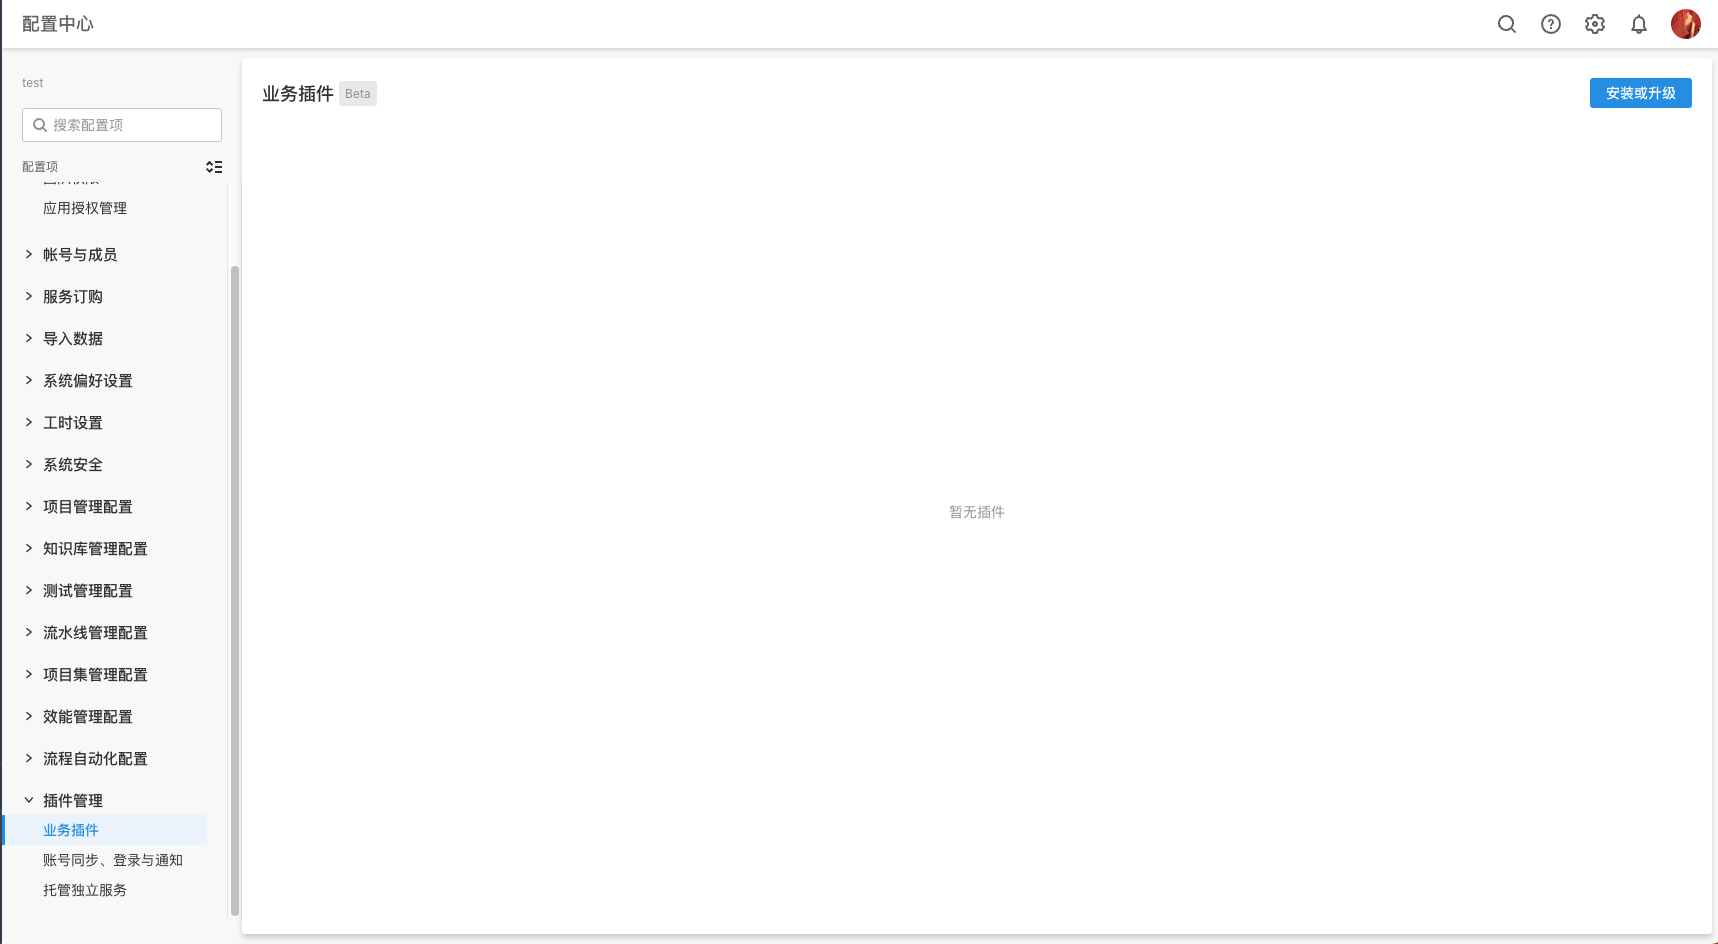 配置中心
test
搜索配置项
配置项
应用授权管理
帐号与成员
服务订购
导入数据
系统偏好设置
工时设置
系统安全
项目管理配置
知识库管理配置
测试管理配置
流水线管理配置
项目集管理配置
效能管理配置
流程自动化配置
插件管理
业务插件
账号同步、登录与通知
托管独立服务
业务插件 Beta
安装或升级
暂无插件